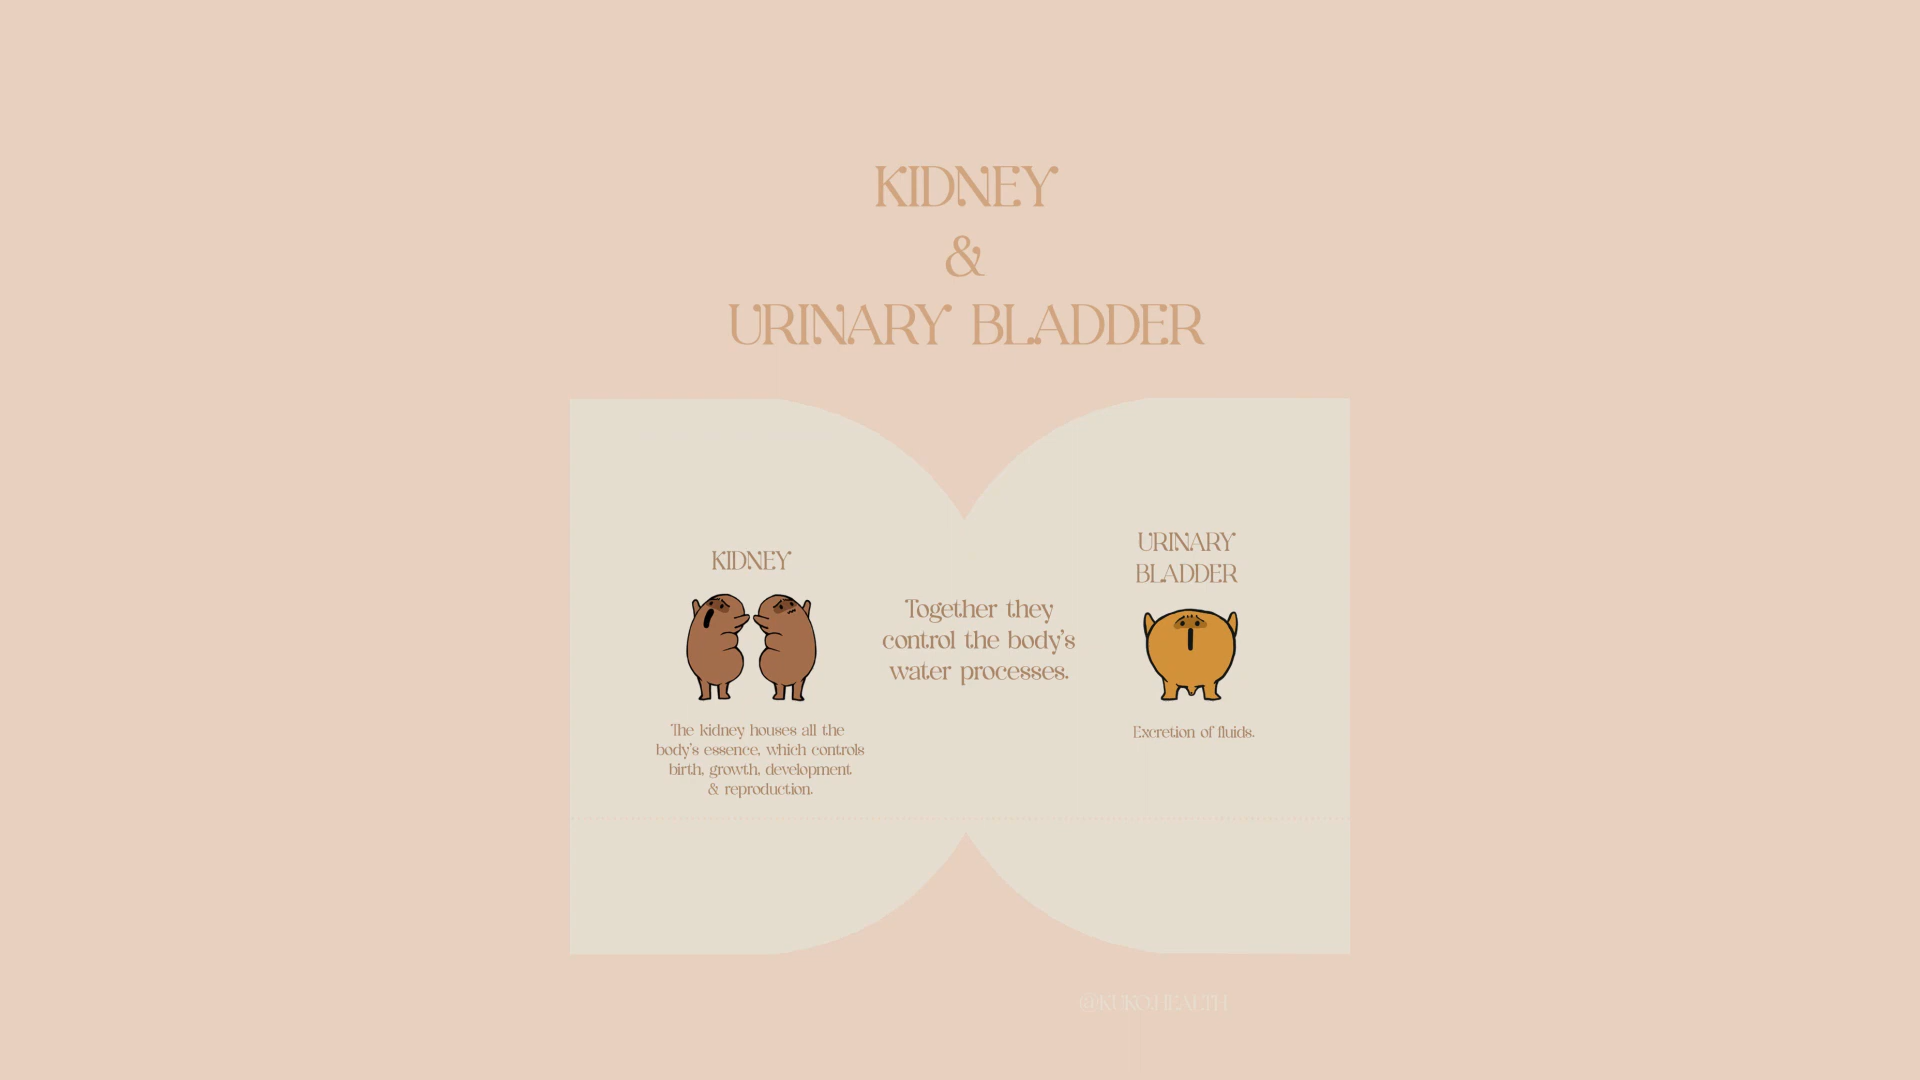 KIDNEY
&
URINARY BLADDER
KIDNEY
The kidney houses all the
body's essence, which controls
birth, growth, development
& reproduction.
Together they
control the body's
water processes.
URINARY
BLADDER
Excretion of fluids.
@KUKO.HEALTH